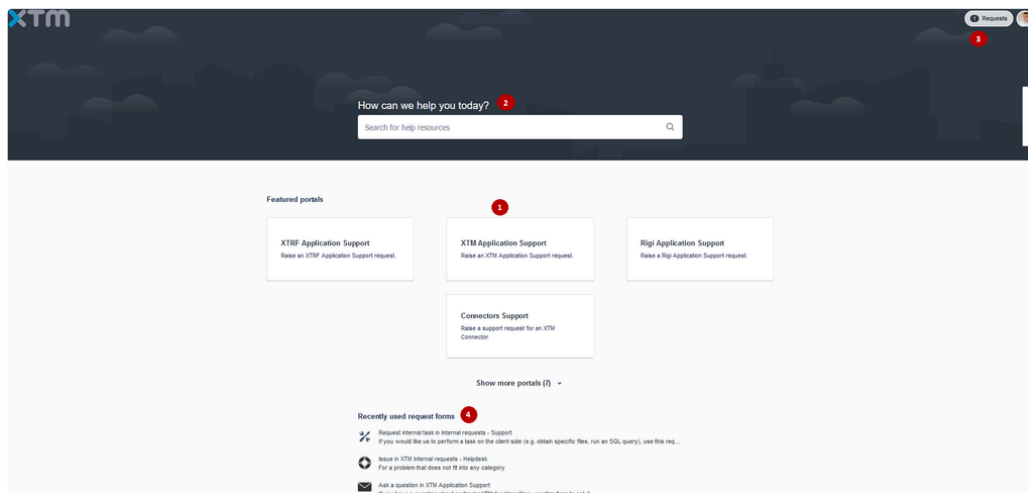 XTM
1 Requests
3
How can we help you today? 2
Search for help resources
Featured portals
1
XTRF Application Support
Raise an XTRF Application Support request.
XTM Application Support
Raise an XTM Application Support request.
Rigi Application Support
Raise a Rigi Application Support request.
Connectors Support
Raise a support request for an XTM
Connector.
Show more portals (7)
Recently used request forms 4
Request internal task in Internal requests - Support
If you would like us to perform a task on the client side (e.g. obtain specific files, run an SQL query), use this req...
Issue in XTM Internal requests - Helpdesk
For a problem that does not fit into any category
Ask a question in XTM Application Support